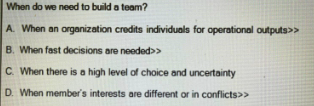 When do we need to build a team?
A. When an organization credits individuals for operational outputs>>
B. When fast decisions are needed>>
C. When there is a high level of choice and uncertainty
D. When member's interests are different or in conflicts>>